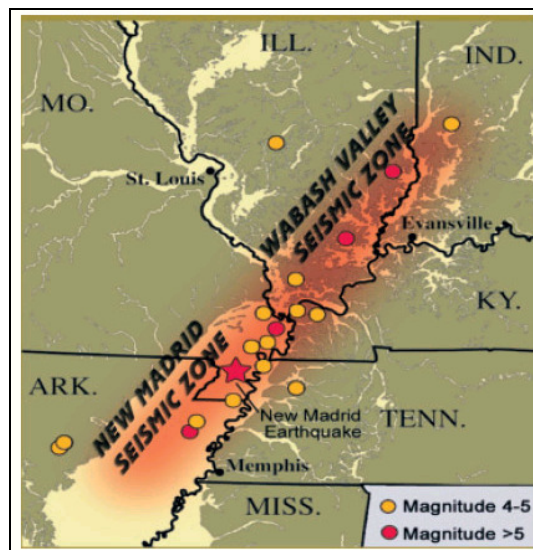 ILL.
IND.
MO.
WABASH VALLEY
SEISMIC ZONE
St. Louis
Evansville
KY.
NEW MADRID
SEISMIC ZONE
ARK.
New Madrid
Earthquake
TENN.
Memphis
MISS.
Magnitude 4-5
Magnitude >5